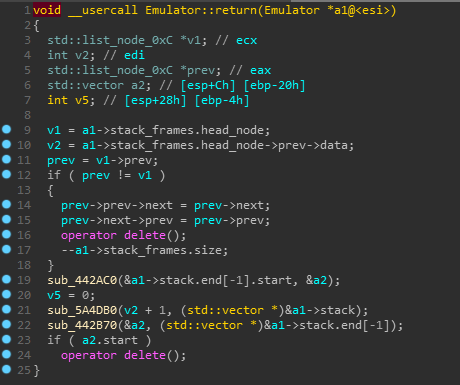 1 void __usercall Emulator::return(Emulator *a1@<esi>)
2 {
3   std::list_node_0xC *v1; // ecx
4   int v2; // edi
5   std::list_node_0xC *prev; // eax
6   std::vector a2; // [esp+Ch] [ebp-20h]
7   int v5; // [esp+28h] [ebp-4h]
8
9   v1 = a1->stack_frames.head_node;
10   v2 = a1->stack_frames.head_node->prev->data;
11   prev = v1->prev;
12   if ( prev != v1 )
13   {
14     prev->prev->next = prev->next;
15     prev->next->prev = prev->prev;
16     operator delete();
17     --a1->stack_frames.size;
18   }
19   sub_442AC0(&a1->stack.end[-1].start, &a2);
20   v5 = 0;
21   sub_5A4DB0(v2 + 1, (std::vector *)&a1->stack);
22   sub_442B70(&a2, (std::vector *)&a1->stack.end[-1]);
23   if ( a2.start )
24     operator delete();
25 }